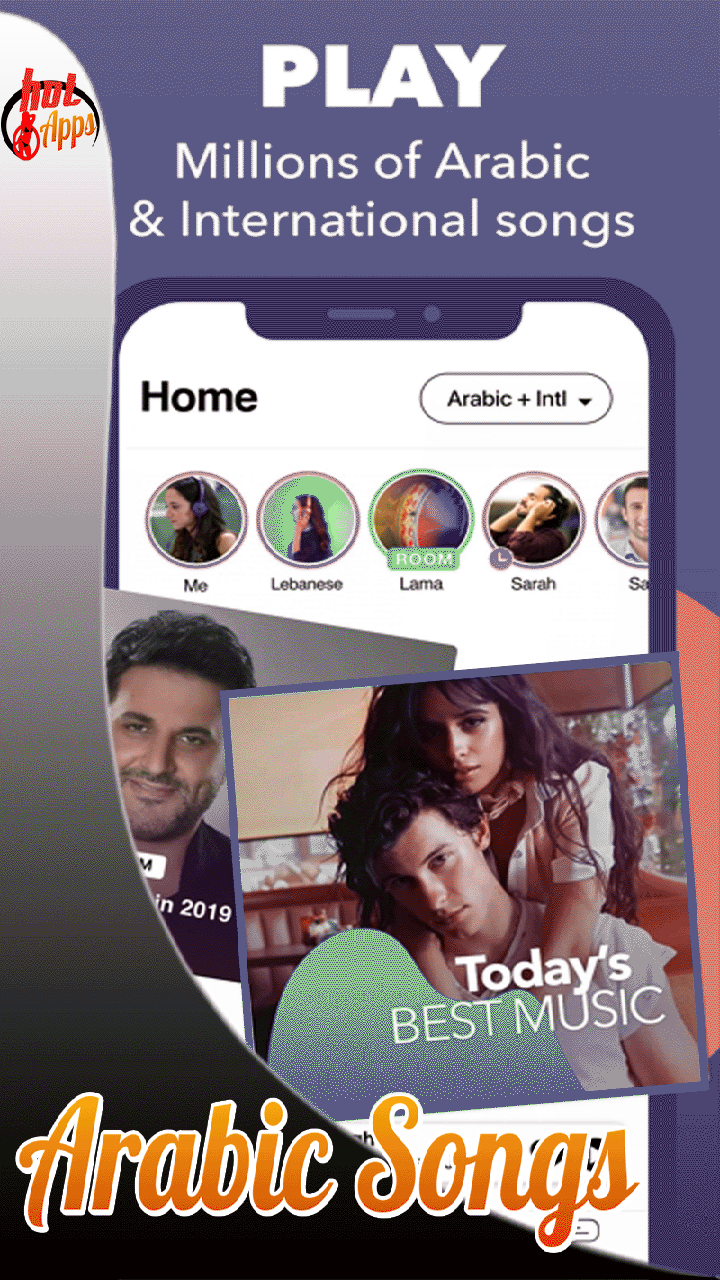 hot
Apps
PLAY
Millions of Arabic
& International songs
Home
Arabic + Intl
ROOM
Me
Lebanese
Lama
Sarah
Sa
M
in 2019
Today's
BEST MUSIC
Arabic Songs